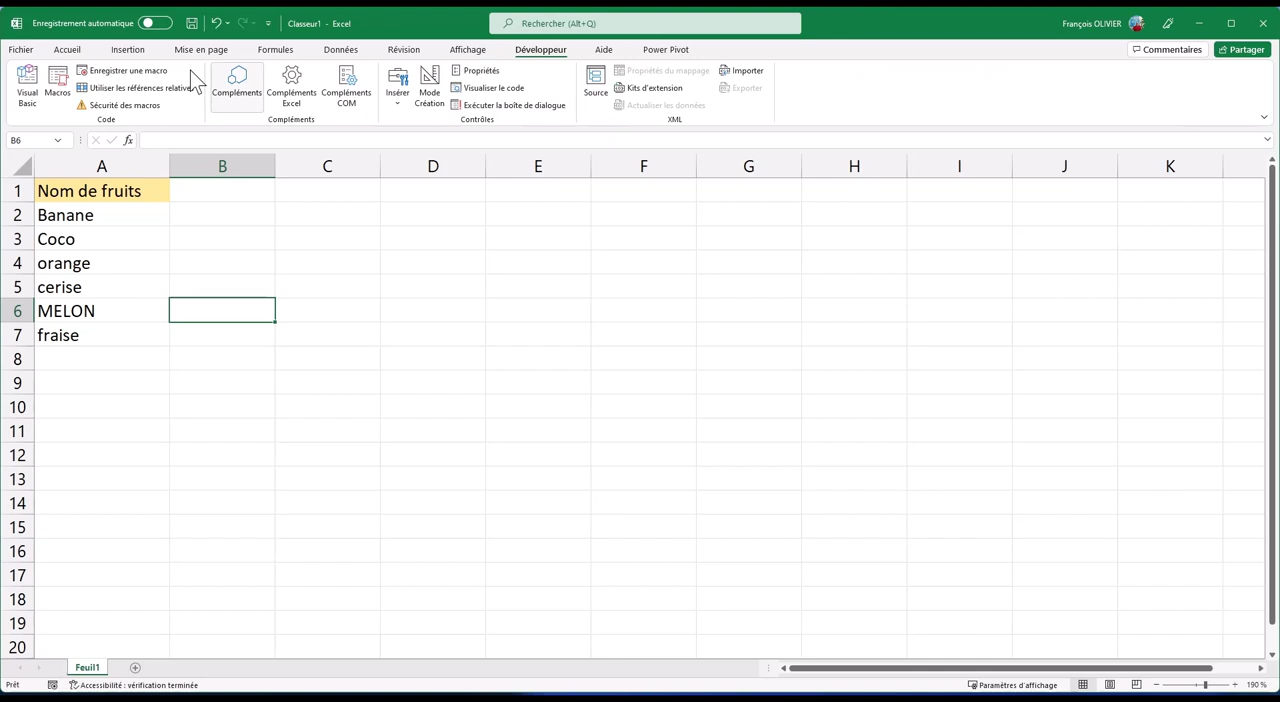 Enregistrement automatique
Classeur1 - Excel
Rechercher (Alt+Q)
François OLIVIER
Fichier Accueil Insertion Mise en page Formules Données Révision Affichage Développeur Aide Power Pivot
Commentaires
Partager
Visual Basic
Macros
Enregistrer une macro
Utiliser les références relative
Sécurité des macros
Code
Compléments
Compléments Excel
Compléments COM
Compléments
Insérer
Mode Création
Propriétés
Visualiser le code
Exécuter la boîte de dialogue
Contrôles
Source
Propriétés du mappage
Kits d'extension
Actualiser les données
Importer
Exporter
XML
B6
fx
A B C D E F G H I J K
1 Nom de fruits
2 Banane
3 Coco
4 orange
5 cerise
6 MELON
7 fraise
8
9
10
11
12
13
14
15
16
17
18
19
20
Feuil1
Prêt
Accessibilité : vérification terminée
Paramètres d'affichage
190 %